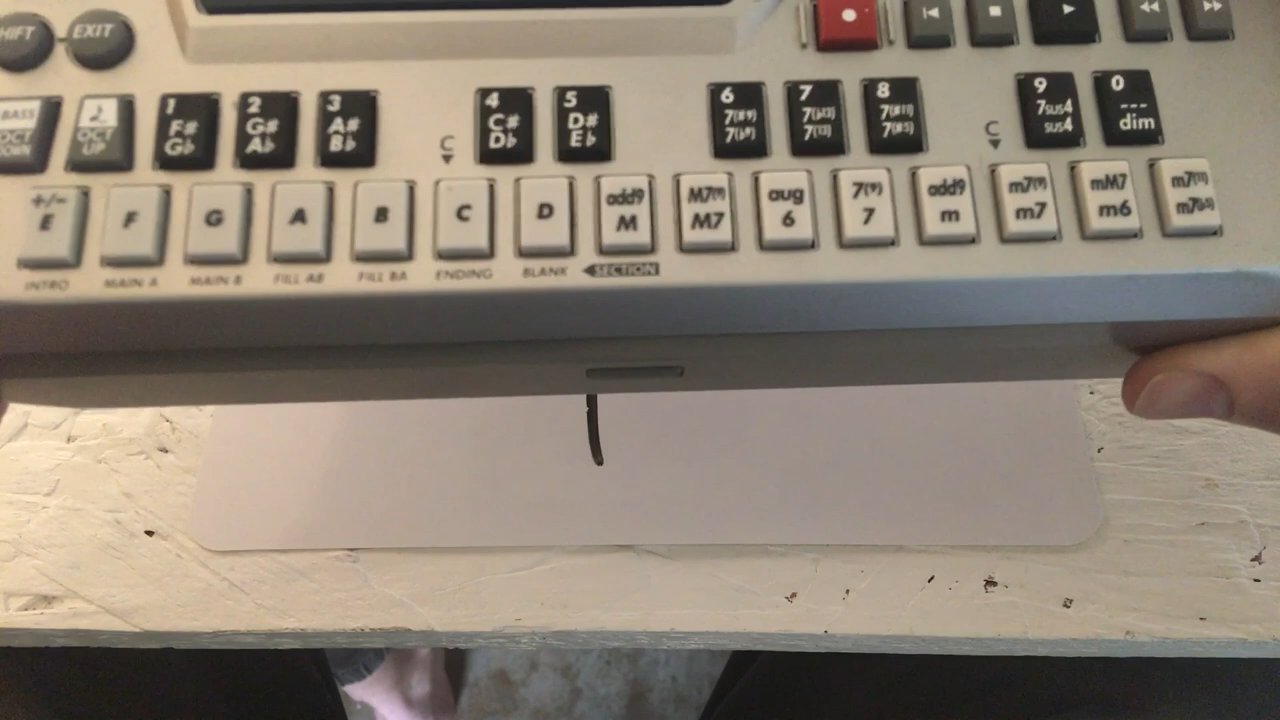 SHIFT EXIT
BASS OCT DOWN OCT UP 1 F# G♭ 2 G# A♭ 3 A# B♭ 4 C# D♭ 5 D# E♭ 6 7(#9) 7(♭9) 7 7(♭13) 7(13) 8 7(#11) 7(#5) 9 7sus4 sus4 0 --- dim
C C
+/- E F G A B C D add9 M M7(9) M7 aug 6 7(9) 7 add9 m m7(9) m7 mM7 m6 m7(11) m7(♭5)
INTRO MAIN A MAIN B FILL AB FILL BA ENDING BLANK SECTION